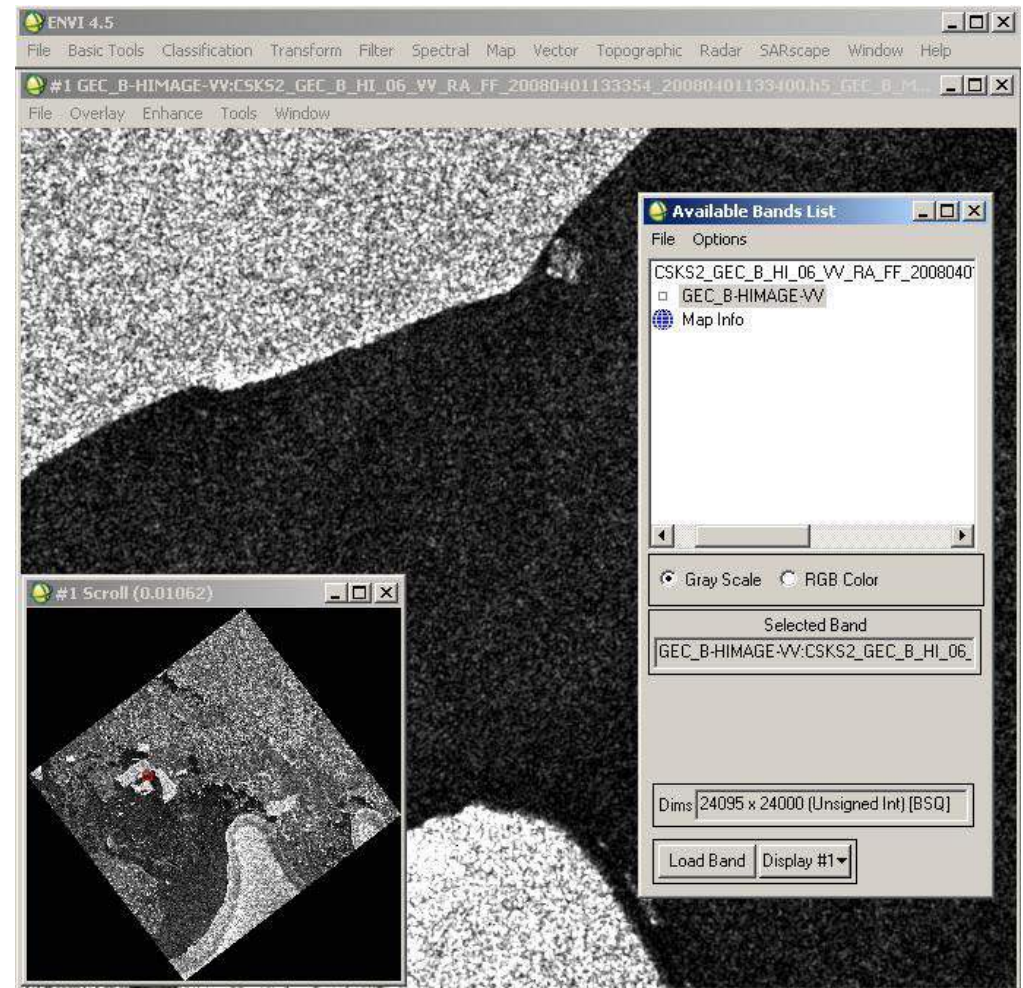 ENVI 4.5
File Basic Tools Classification Transform Filter Spectral Map Vector Topographic Radar SARscape Window Help
#1 GEC_B-HIMAGE-VV:CSKS2_GEC_B_HI_06_VV_RA_FF_20080401133354_20080401133400.h5_GEC_B_M...
File Overlay Enhance Tools Window
Available Bands List
File Options
CSKS2_GEC_B_HI_06_VV_RA_FF_2008040
GEC_B-HIMAGE-VV
Map Info
Gray Scale RGB Color
Selected Band
GEC_B-HIMAGE-VV:CSKS2_GEC_B_HI_06_
Dims 24095 x 24000 (Unsigned Int) [BSQ]
Load Band Display #1
#1 Scroll (0.01062)